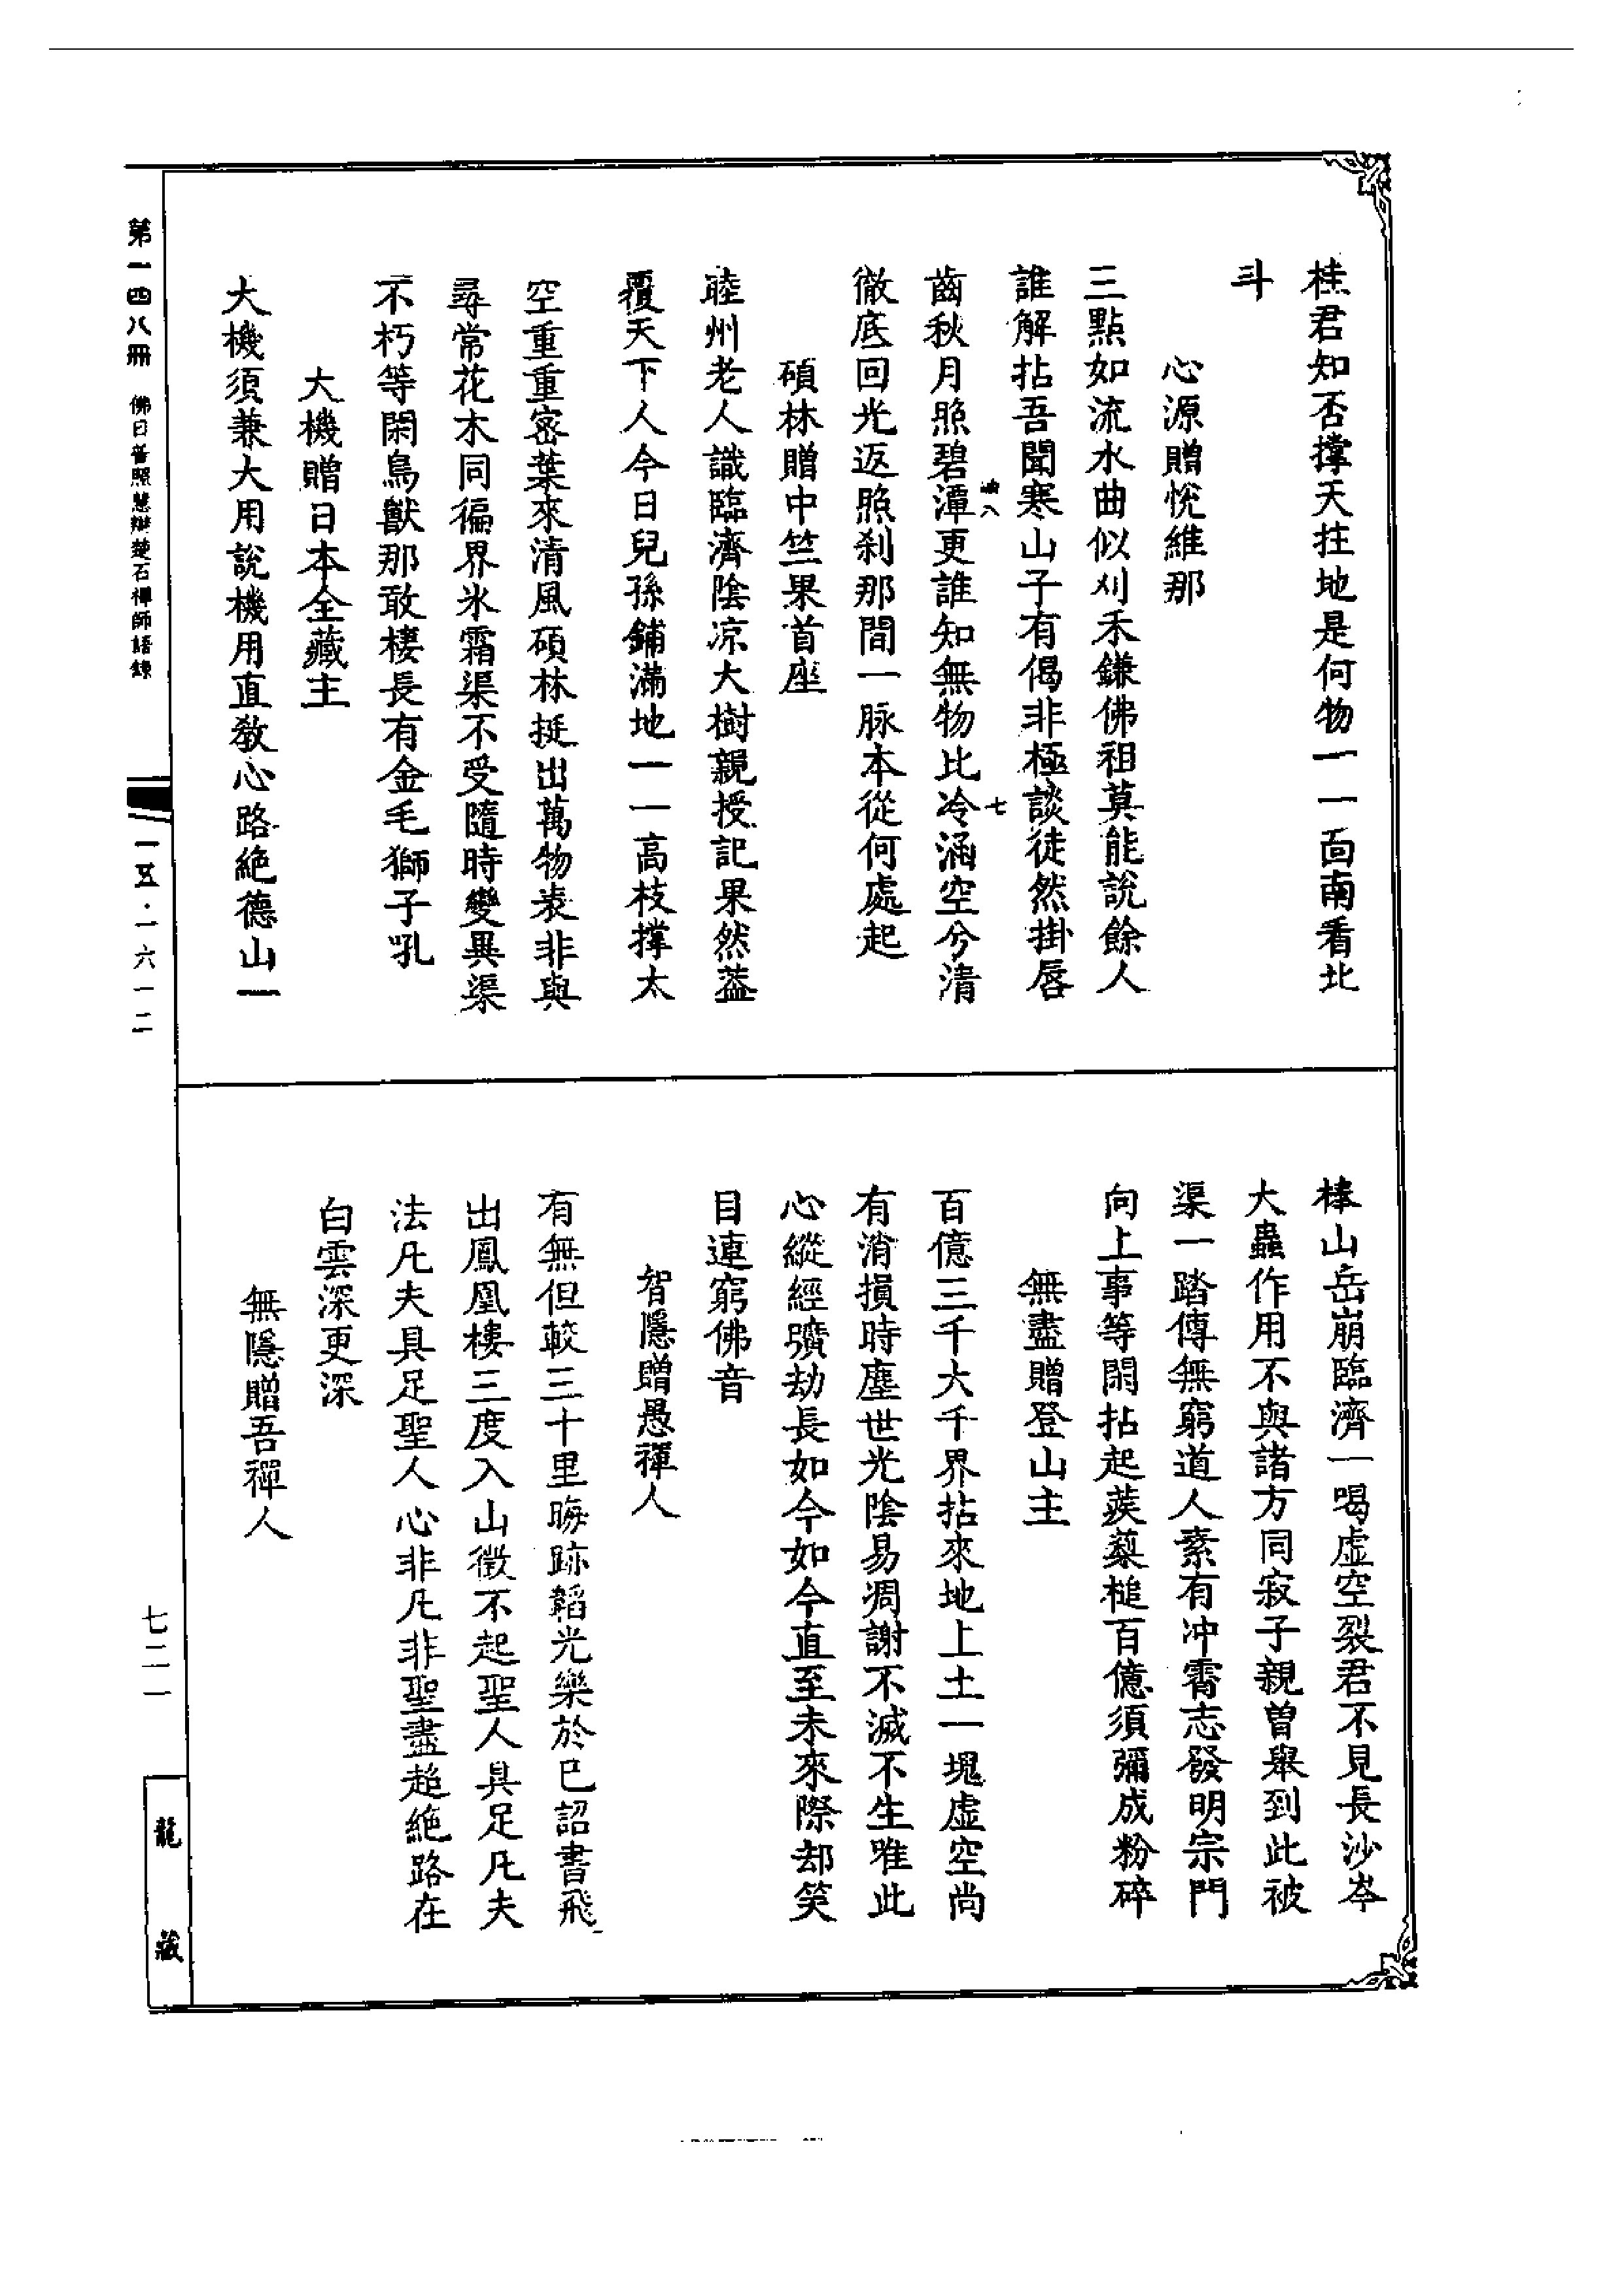 桂君知否撐天拄地是何物一一面南看北
斗
心源贈悅維那
三點如流水曲似刈禾鎌佛祖莫能說餘人
誰解拈吾聞寒山子有偈非極談徒然掛唇
齒秋月照碧潭更誰知無物比冷涵空兮清
徹底回光返照刹那間一脉本從何處起
碩林贈中竺果首座
睦州老人識臨濟陰凉大樹親授記果然葢
覆天下人今日兒孫鋪滿地一一高枝撐太
空重重密葉來清風碩林挺出萬物表非與
尋常花木同徧界氷霜渠不受隨時變異渠
不朽等閑鳥獸那敢棲長有金毛獅子吼
大機贈日本全藏主
大機須兼大用說機用直教心路絕德山一
七
棒山岳崩臨濟一喝虛空裂君不見長沙岑
大蟲作用不與諸方同寂子親曾舉到此被
渠一踏傳無窮道人素有冲霄志發明宗門
向上事等閑拈起蒺蔾槌百億須彌成粉碎
無盡贈登山主
百億三千大千界拈來地上土一塊虛空尚
有消損時塵世光陰易凋謝不滅不生唯此
心縱經曠劫長如今如今直至未來際却笑
目連窮佛音
智隱贈愚禪人
有無但較三十里晦跡韜光樂於巳詔書飛
出鳳凰樓三度入山徵不起聖人具足凡夫
法凡夫具足聖人心非凡非聖盡超絶路在
白雲深更深
無隱贈吾禪人
第一四八冊　佛日普照慧辯楚石禪師語錄
一五·一六一二
七二一
龍藏